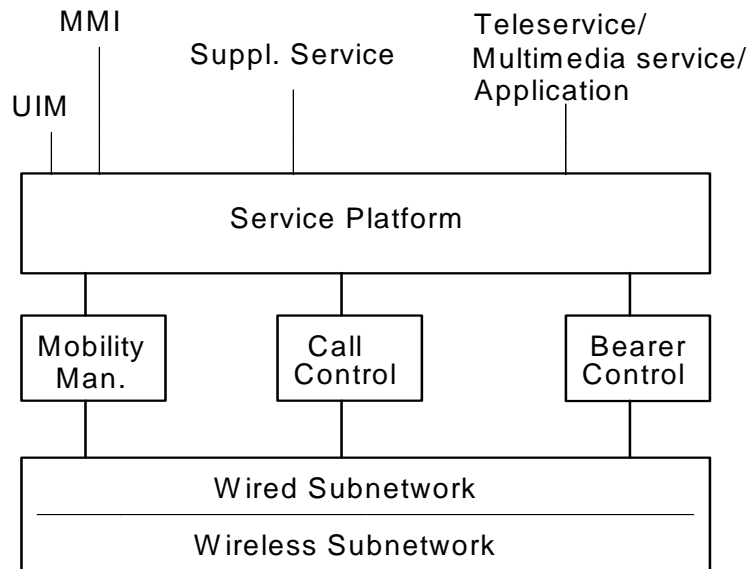 MMI
Suppl. Service
Teleservice/
Multimedia service/
Application
UIM
Service Platform
Mobility
Man.
Call
Control
Bearer
Control
Wired Subnetwork
Wireless Subnetwork